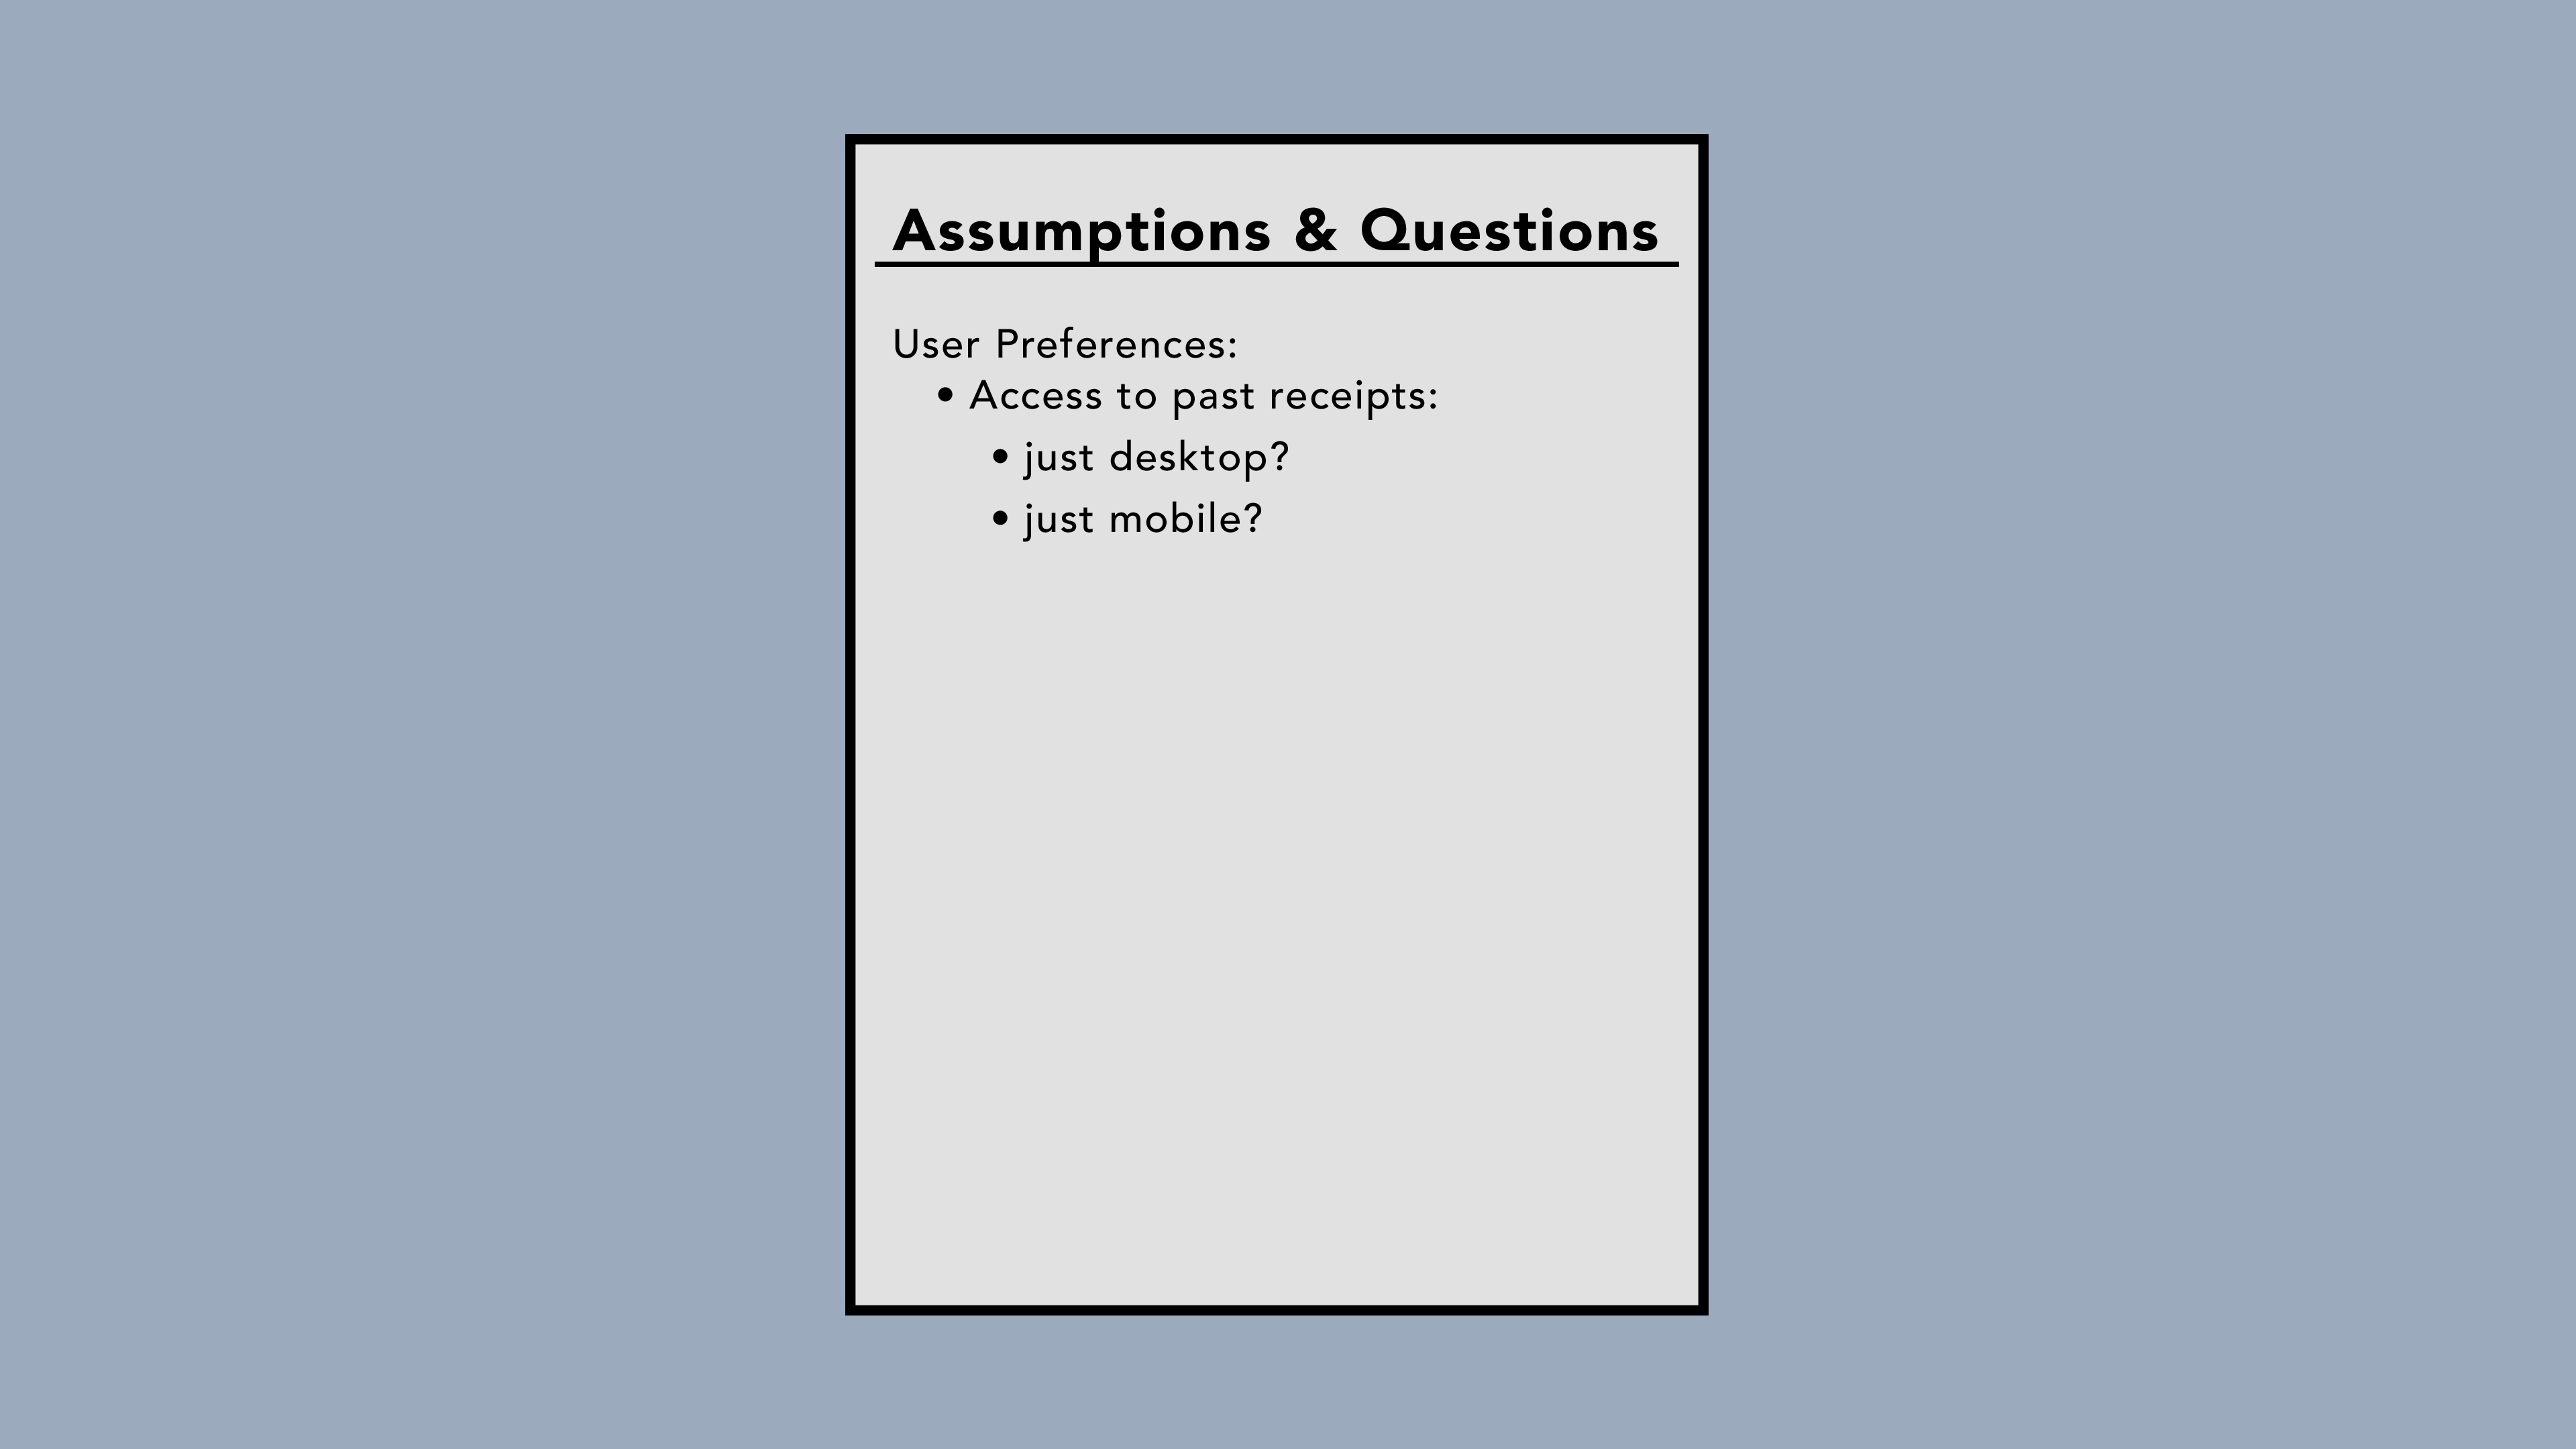 Assumptions & Questions
User Preferences:
• Access to past receipts:
• just desktop?
• just mobile?